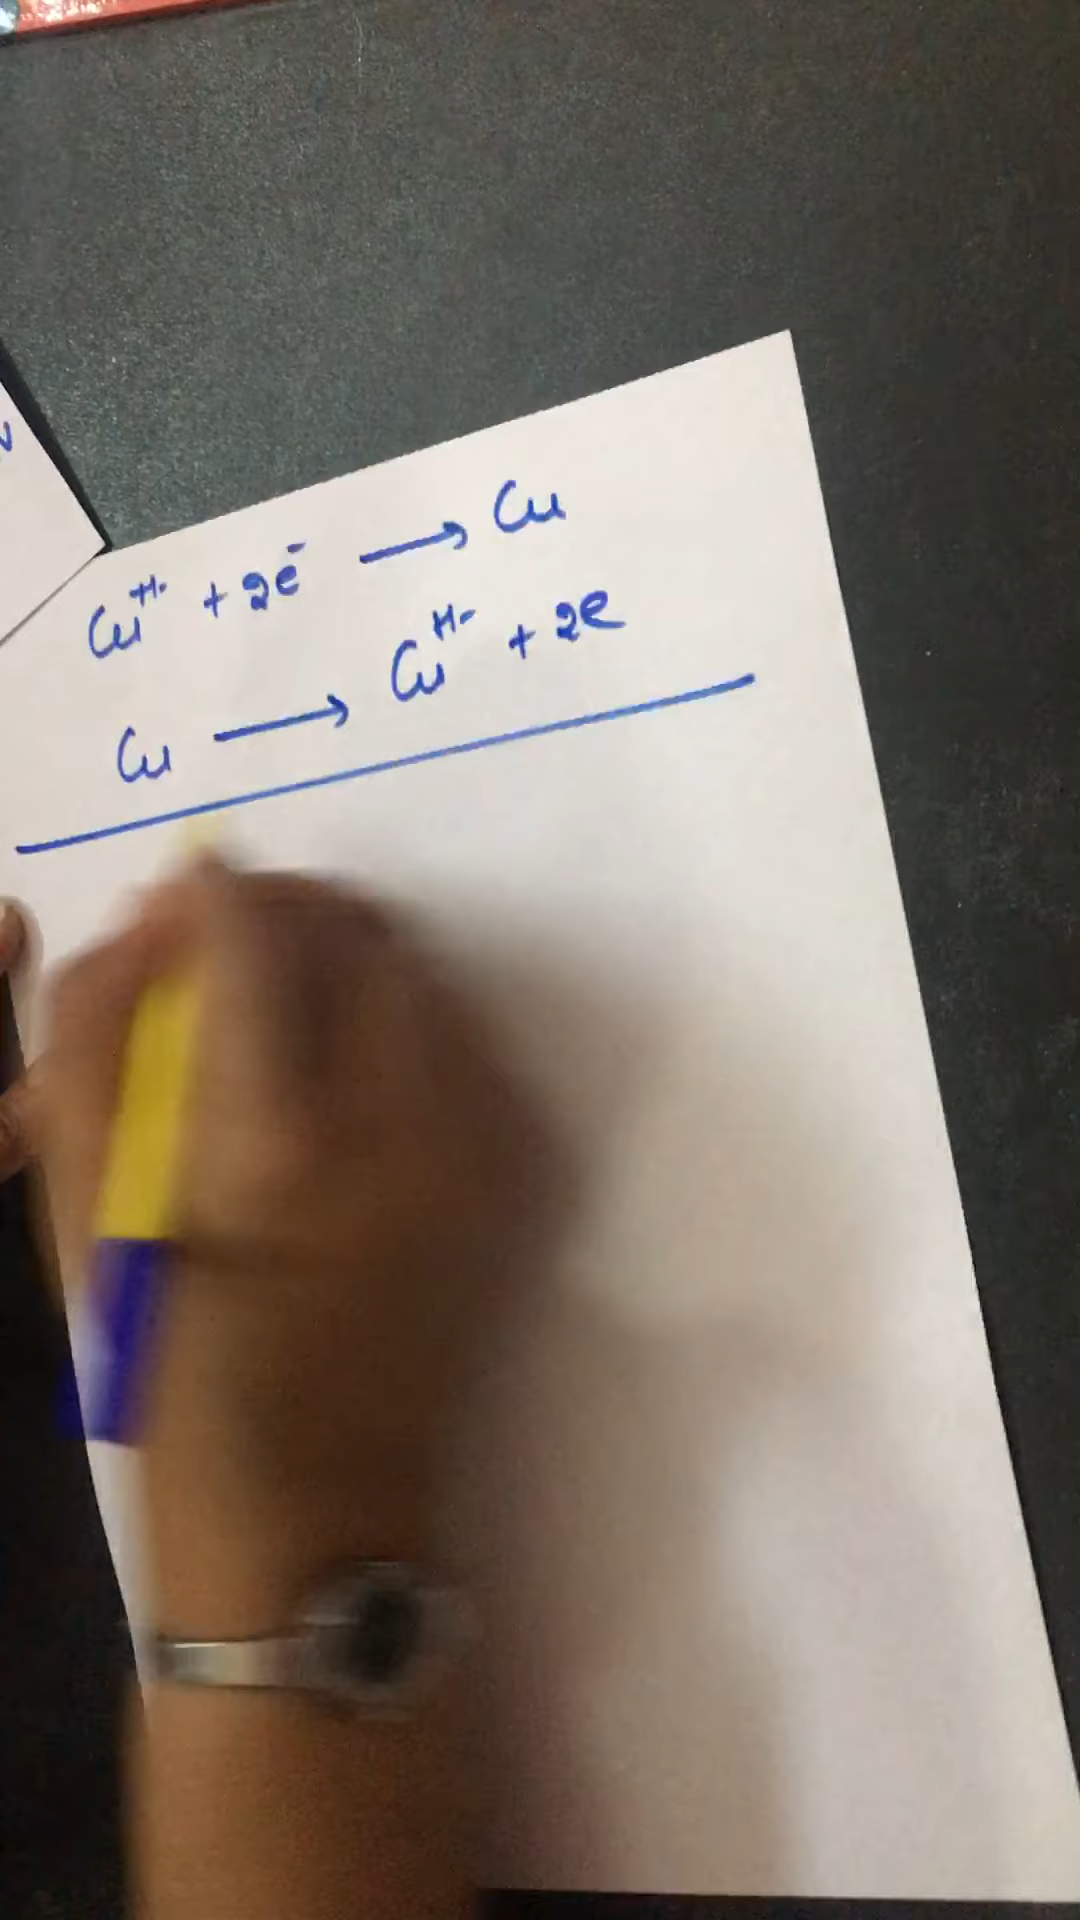 Cu⁺⁺ + 2e⁻ → Cu
Cu → Cu⁺⁺ + 2e